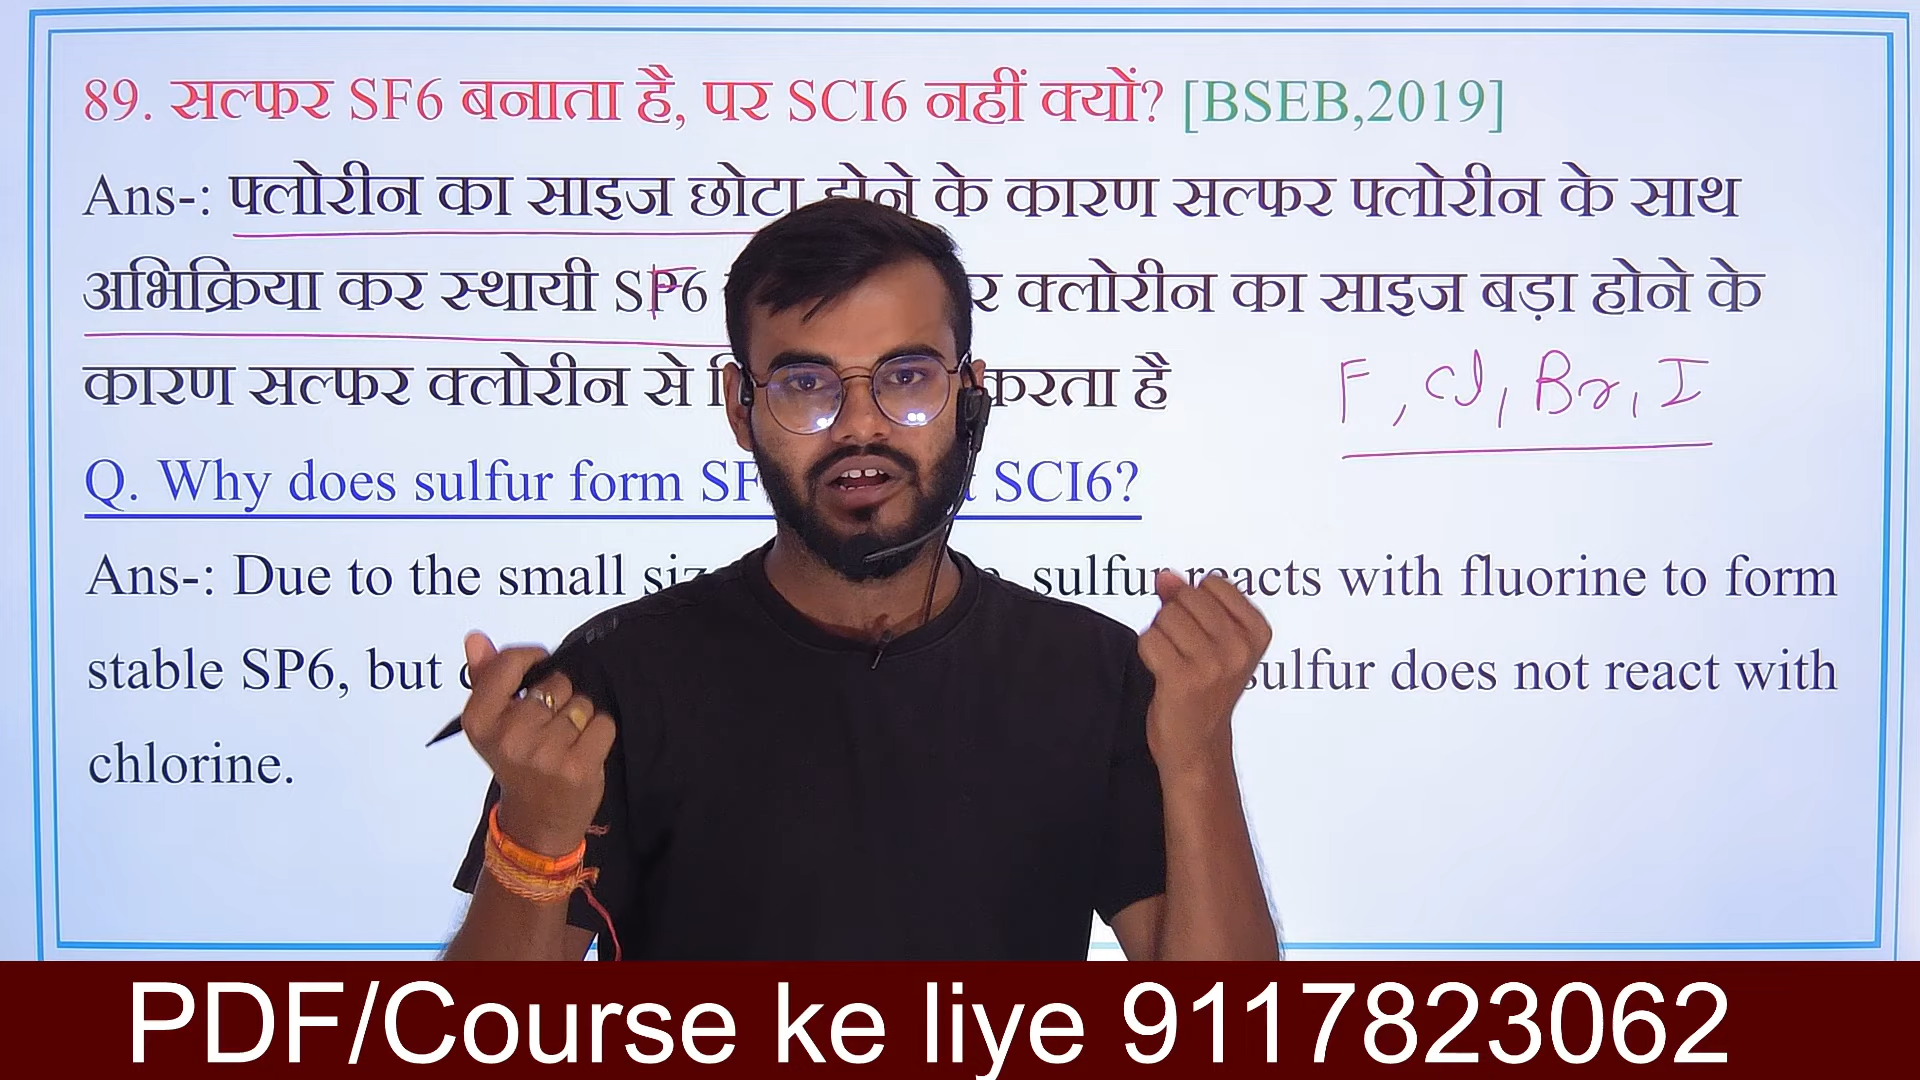 89. सल्फर SF6 बनाता है, पर SCI6 नहीं क्यों? [BSEB,2019]
Ans-: फ्लोरीन का साइज छोटा होने के कारण सल्फर फ्लोरीन के साथ
अभिक्रिया कर स्थायी SF6 क्लोरीन का साइज बड़ा होने के
कारण सल्फर क्लोरीन से करता है
F, Cl, Br, I
Q. Why does sulfur form SF SCI6?
Ans-: Due to the small sulfur reacts with fluorine to form
stable SP6, but sulfur does not react with
chlorine.
PDF/Course ke liye 9117823062